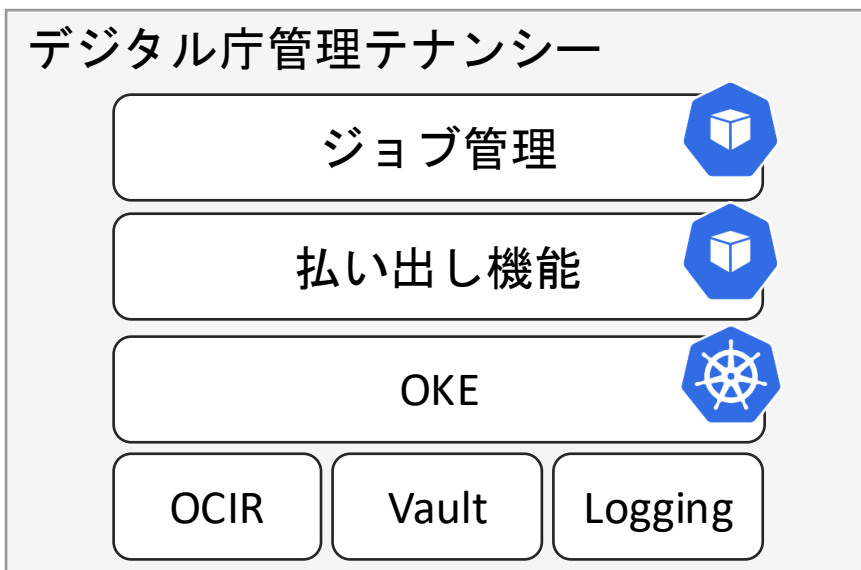 デジタル庁管理テナンシー
ジョブ管理
払い出し機能
OKE
OCIR
Vault
Logging